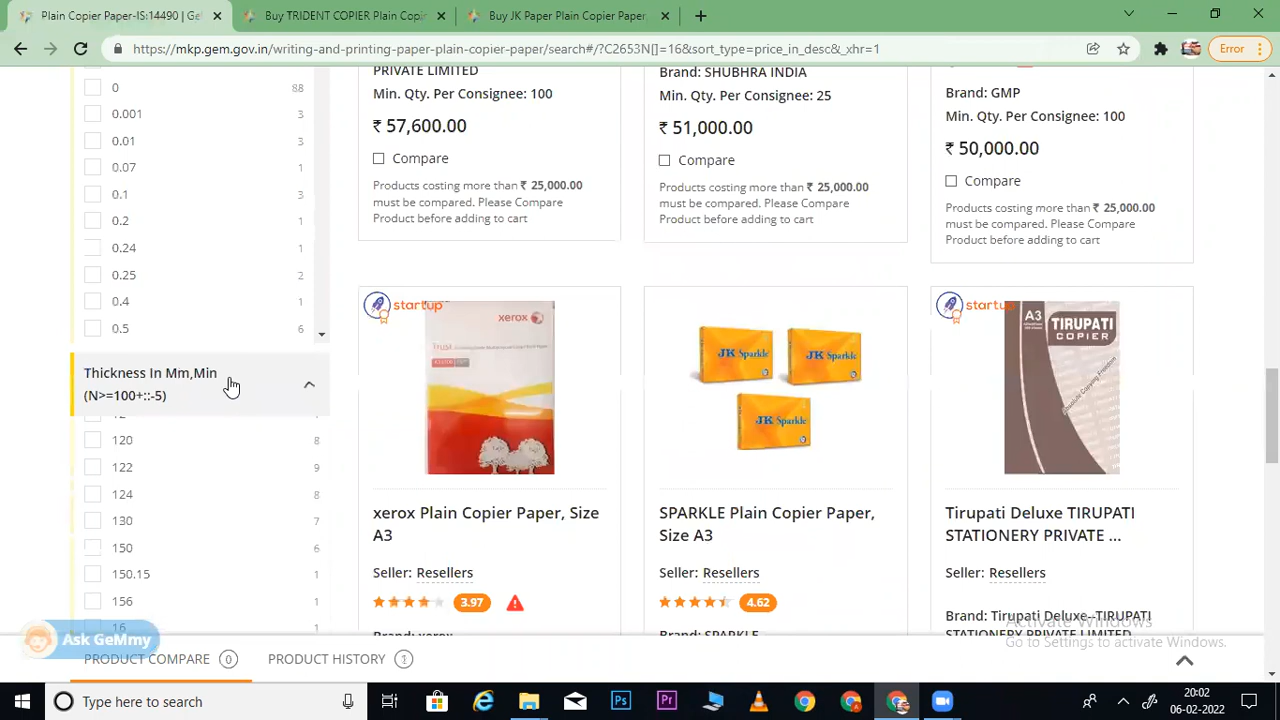 Plain Copier Paper-IS:14490 | Ge
Buy TRIDENT COPIER Copi
Buy JK Paper Plain Copier Paper
https://mkp.gem.gov.in/writing-and-printing-paper-plain-copier-paper/search#/?C2653N[]=16&sort_type=price_in_desc&_xhr=1
Error
0 88
0.001 3
0.01 3
0.07 1
0.1 3
0.2 1
0.24 1
0.25 2
0.4 1
0.5 6
Thickness In Mm,Min
(N>=100+::-5)
120 8
122 9
124 8
130 7
150 6
150.15 1
156 1
16 1
PRIVATE LIMITED
Min. Qty. Per Consignee: 100
₹ 57,600.00
Compare
Products costing more than ₹ 25,000.00
must be compared. Please Compare
Product before adding to cart
Brand: SHUBHRA INDIA
Min. Qty. Per Consignee: 25
₹ 51,000.00
Compare
Products costing more than ₹ 25,000.00
must be compared. Please Compare
Product before adding to cart
Brand: GMP
Min. Qty. Per Consignee: 100
₹ 50,000.00
Compare
Products costing more than ₹ 25,000.00
must be compared. Please Compare
Product before adding to cart
startup
xerox
Trust
xerox Plain Copier Paper, Size
A3
Seller: Resellers
3.97
Brand: xerox
JK Sparkle
JK Sparkle
JK Sparkle
SPARKLE Plain Copier Paper,
Size A3
Seller: Resellers
4.62
Brand: SPARKLE
startup
A3
TIRUPATI
COPIER
Tirupati Deluxe TIRUPATI
STATIONERY PRIVATE ...
Seller: Resellers
Brand: Tirupati Deluxe--TIRUPATI
STATIONERY PRIVATE LIMITED
Activate Windows
Go to Settings to activate Windows.
Ask GeMmy
PRODUCT COMPARE 0
PRODUCT HISTORY 1
Type here to search
20:02
06-02-2022